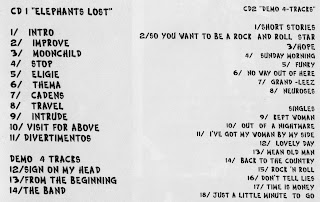 CD 1 "ELEPHANTS LOST"
1/ INTRO
2/ IMPROVE
3/ MOONCHILD
4/ STOP
5/ ELIGIE
6/ THEMA
7/ CADENS
8/ TRAVEL
9/ INTRUDE
10/ VISIT FOR ABOVE
11/ DIVERTIMENTOS
DEMO 4 TRACKS
12/SIGN ON MY HEAD
13/FROM THE BEGINNING
14/THE BAND
CD2 "DEMO 4-TRACKS"
1/SHORT STORIES
2/SO YOU WANT TO BE A ROCK AND ROLL STAR
3/HOPE
4/ SUNDAY MORNING
5/ FUNKY
6/ NO WAY OUT OF HERE
7/ GRAND -LEEZ
8/ NEUROSES
SINGLES
9/ KEPT WOMAN
10/ OUT OF A NIGHTMARE
11/ I'VE GOT MY WOMAN BY MY SIDE
12/ LOVELY DAY
13/ MEAN OLD MAN
14/ BACK TO THE COUNTRY
15/ ROCK 'N ROLL
16/ DON'T TELL LIES
17/ TIME IS MONEY
18/ JUST A LITTLE MINUTE TO GO